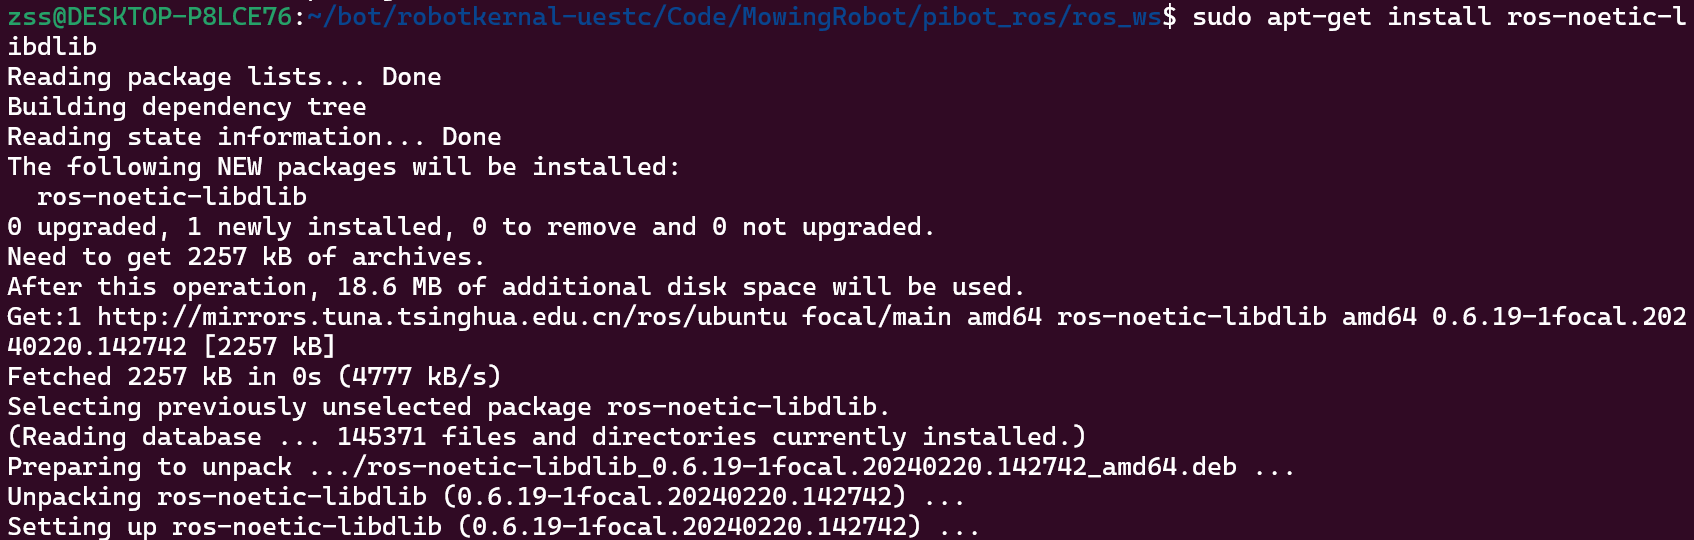 zss@DESKTOP-P8LCE76:~/bot/robotkernal-uestc/Code/MowingRobot/pibot_ros/ros_ws$ sudo apt-get install ros-noetic-l
ibdlib
Reading package lists... Done
Building dependency tree
Reading state information... Done
The following NEW packages will be installed:
  ros-noetic-libdlib
0 upgraded, 1 newly installed, 0 to remove and 0 not upgraded.
Need to get 2257 kB of archives.
After this operation, 18.6 MB of additional disk space will be used.
Get:1 http://mirrors.tuna.tsinghua.edu.cn/ros/ubuntu focal/main amd64 ros-noetic-libdlib amd64 0.6.19-1focal.202
40220.142742 [2257 kB]
Fetched 2257 kB in 0s (4777 kB/s)
Selecting previously unselected package ros-noetic-libdlib.
(Reading database ... 145371 files and directories currently installed.)
Preparing to unpack .../ros-noetic-libdlib_0.6.19-1focal.20240220.142742_amd64.deb ...
Unpacking ros-noetic-libdlib (0.6.19-1focal.20240220.142742) ...
Setting up ros-noetic-libdlib (0.6.19-1focal.20240220.142742) ...